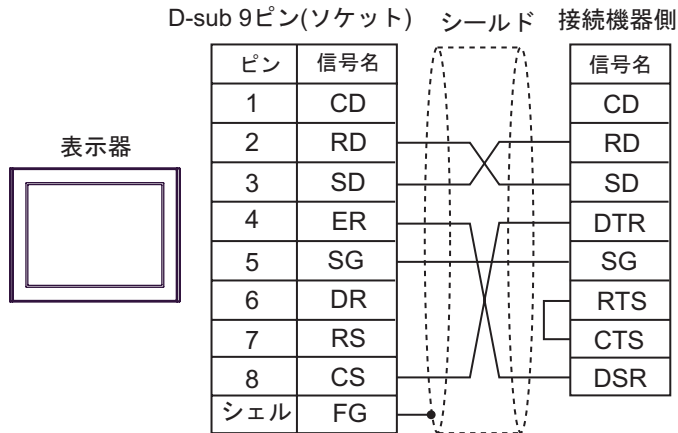 D-sub 9ピン(ソケット) シールド 接続機器側
ピン 信号名 信号名
1 CD CD
表示器
2 RD RD
3 SD SD
4 ER DTR
5 SG SG
6 DR RTS
7 RS CTS
8 CS DSR
シェル FG